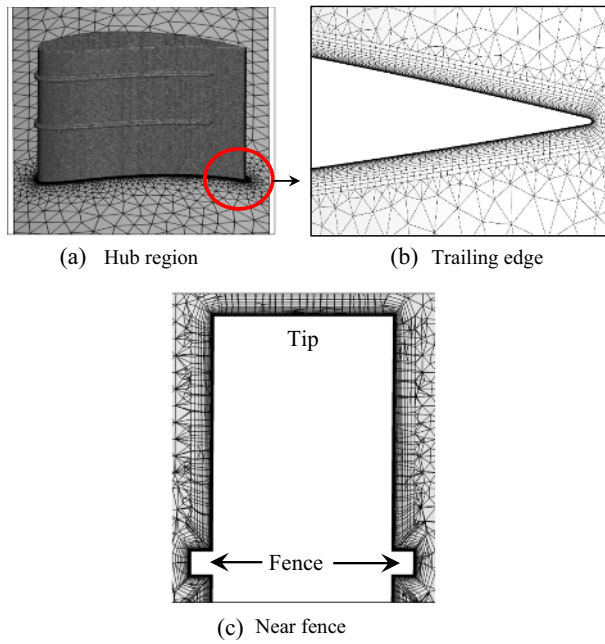 (a) Hub region
(b) Trailing edge
Tip
Fence
(c) Near fence